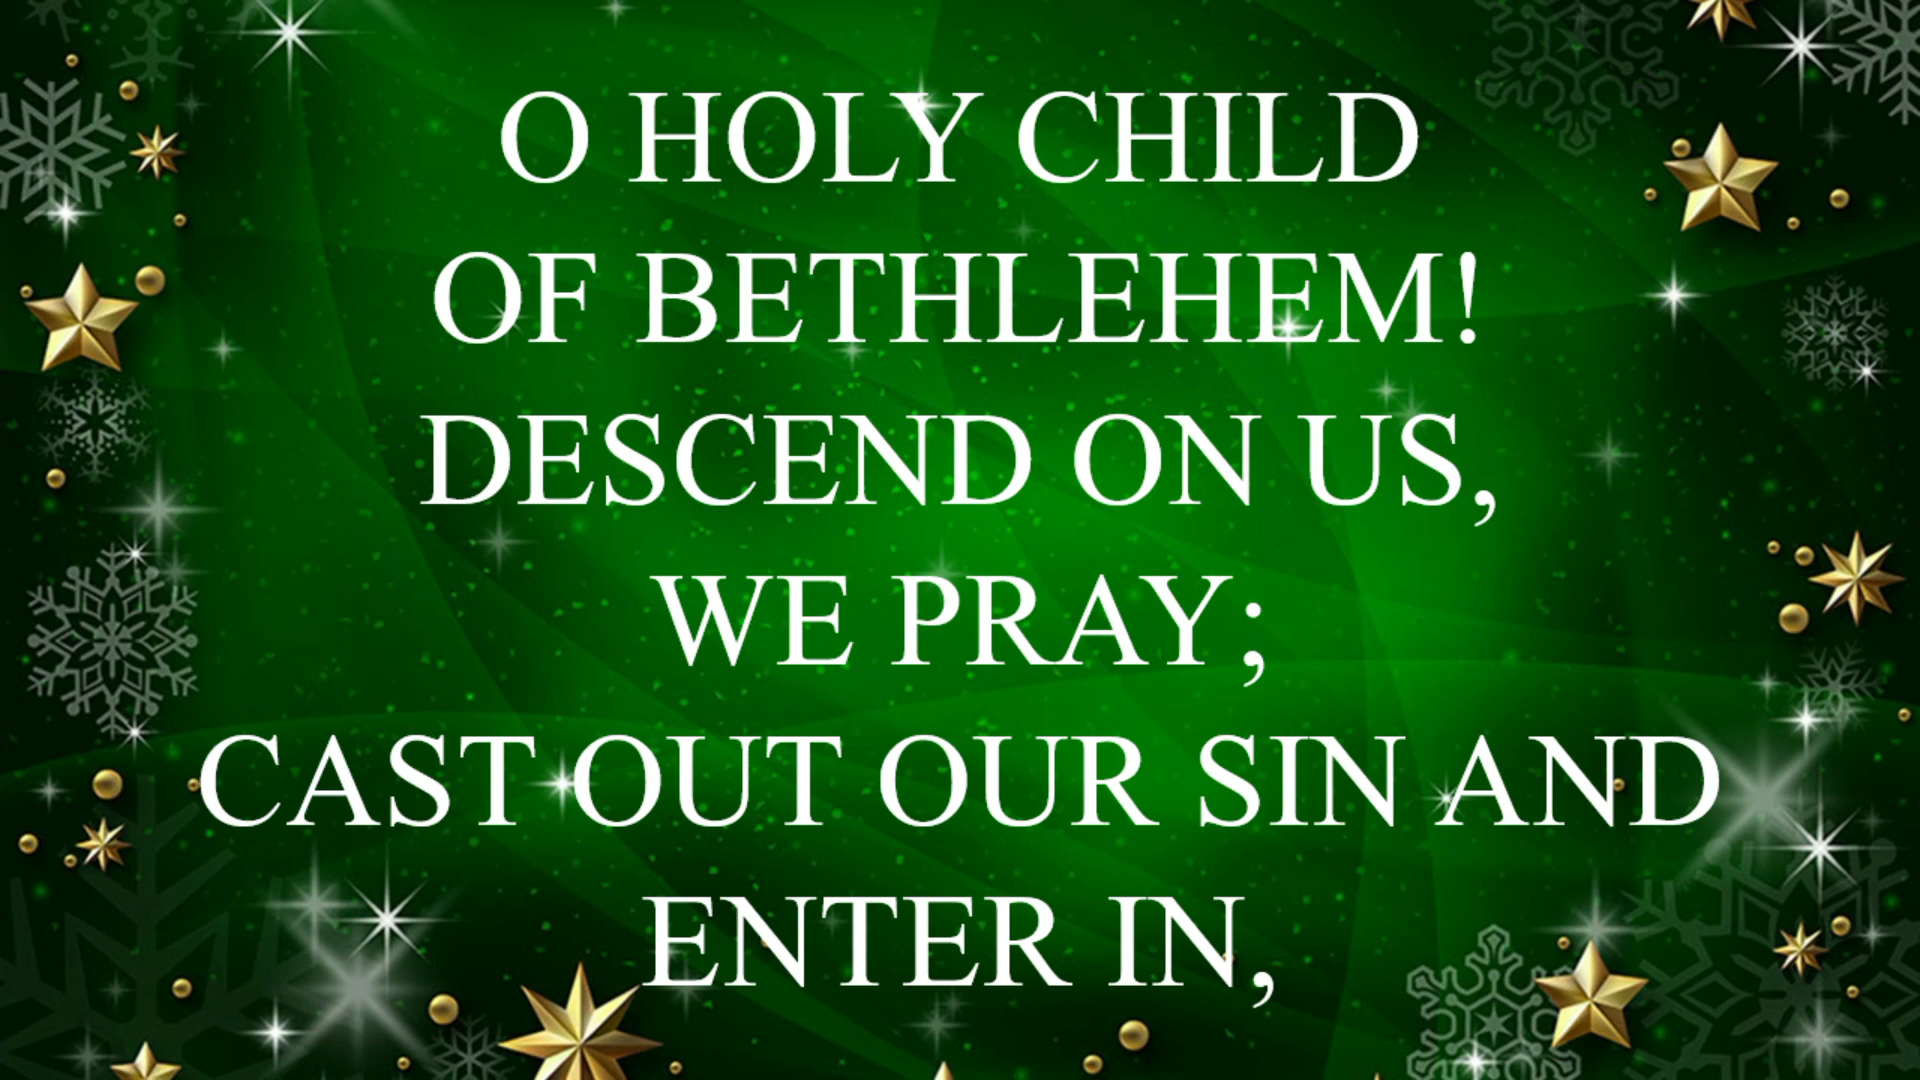 O HOLY CHILD
OF BETHLEHEM!
DESCEND ON US,
WE PRAY;
CAST OUT OUR SIN AND
ENTER IN,